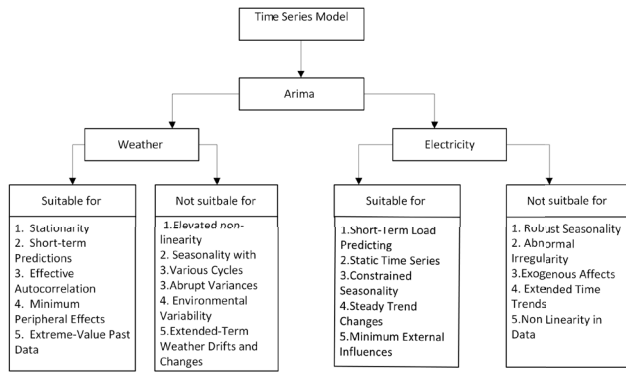 Time Series Model
Arima
Weather
Electricity
Suitable for
1. Stationarity
2. Short-term
Predictions
3. Effective
Autocorrelation
4. Minimum
Peripheral Effects
5. Extreme-Value Past
Data
Not suitbale for
1.Elevated non-
linearity
2. Seasonality with
3.Various Cycles
3.Abrupt Variances
4. Environmental
Variability
5.Extended-Term
Weather Drifts and
Changes
Suitable for
1.Short-Term Load
Predicting
2.Static Time Series
3.Constrained
Seasonality
4.Steady Trend
Changes
5.Minimum External
Influences
Not suitbale for
1. Robust Seasonality
2. Abnormal
Irregularity
3. Exogenous Affects
4. Extended Time
Trends
5.Non Linearity in
Data